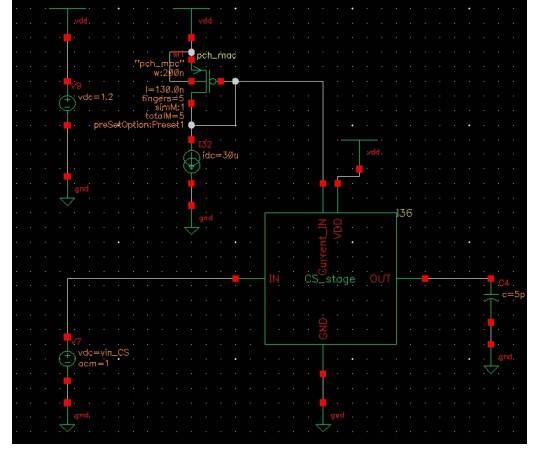 vdd.
vdd.
M1
pch_mac
"pch_mac"
w:200n
l=130.0n
fingers=5
simM:1
totalM=5
preSetOption:Preset1
V9
vdc=1.2
I32
idc=30u
gnd
gnd
vdd.
I36
Current_IN
VDD
IN
CS_stage
OUT
GND
C4
c=5p
V7
vdc=vin_CS
acm=1
gnd.
gnd
gnd.